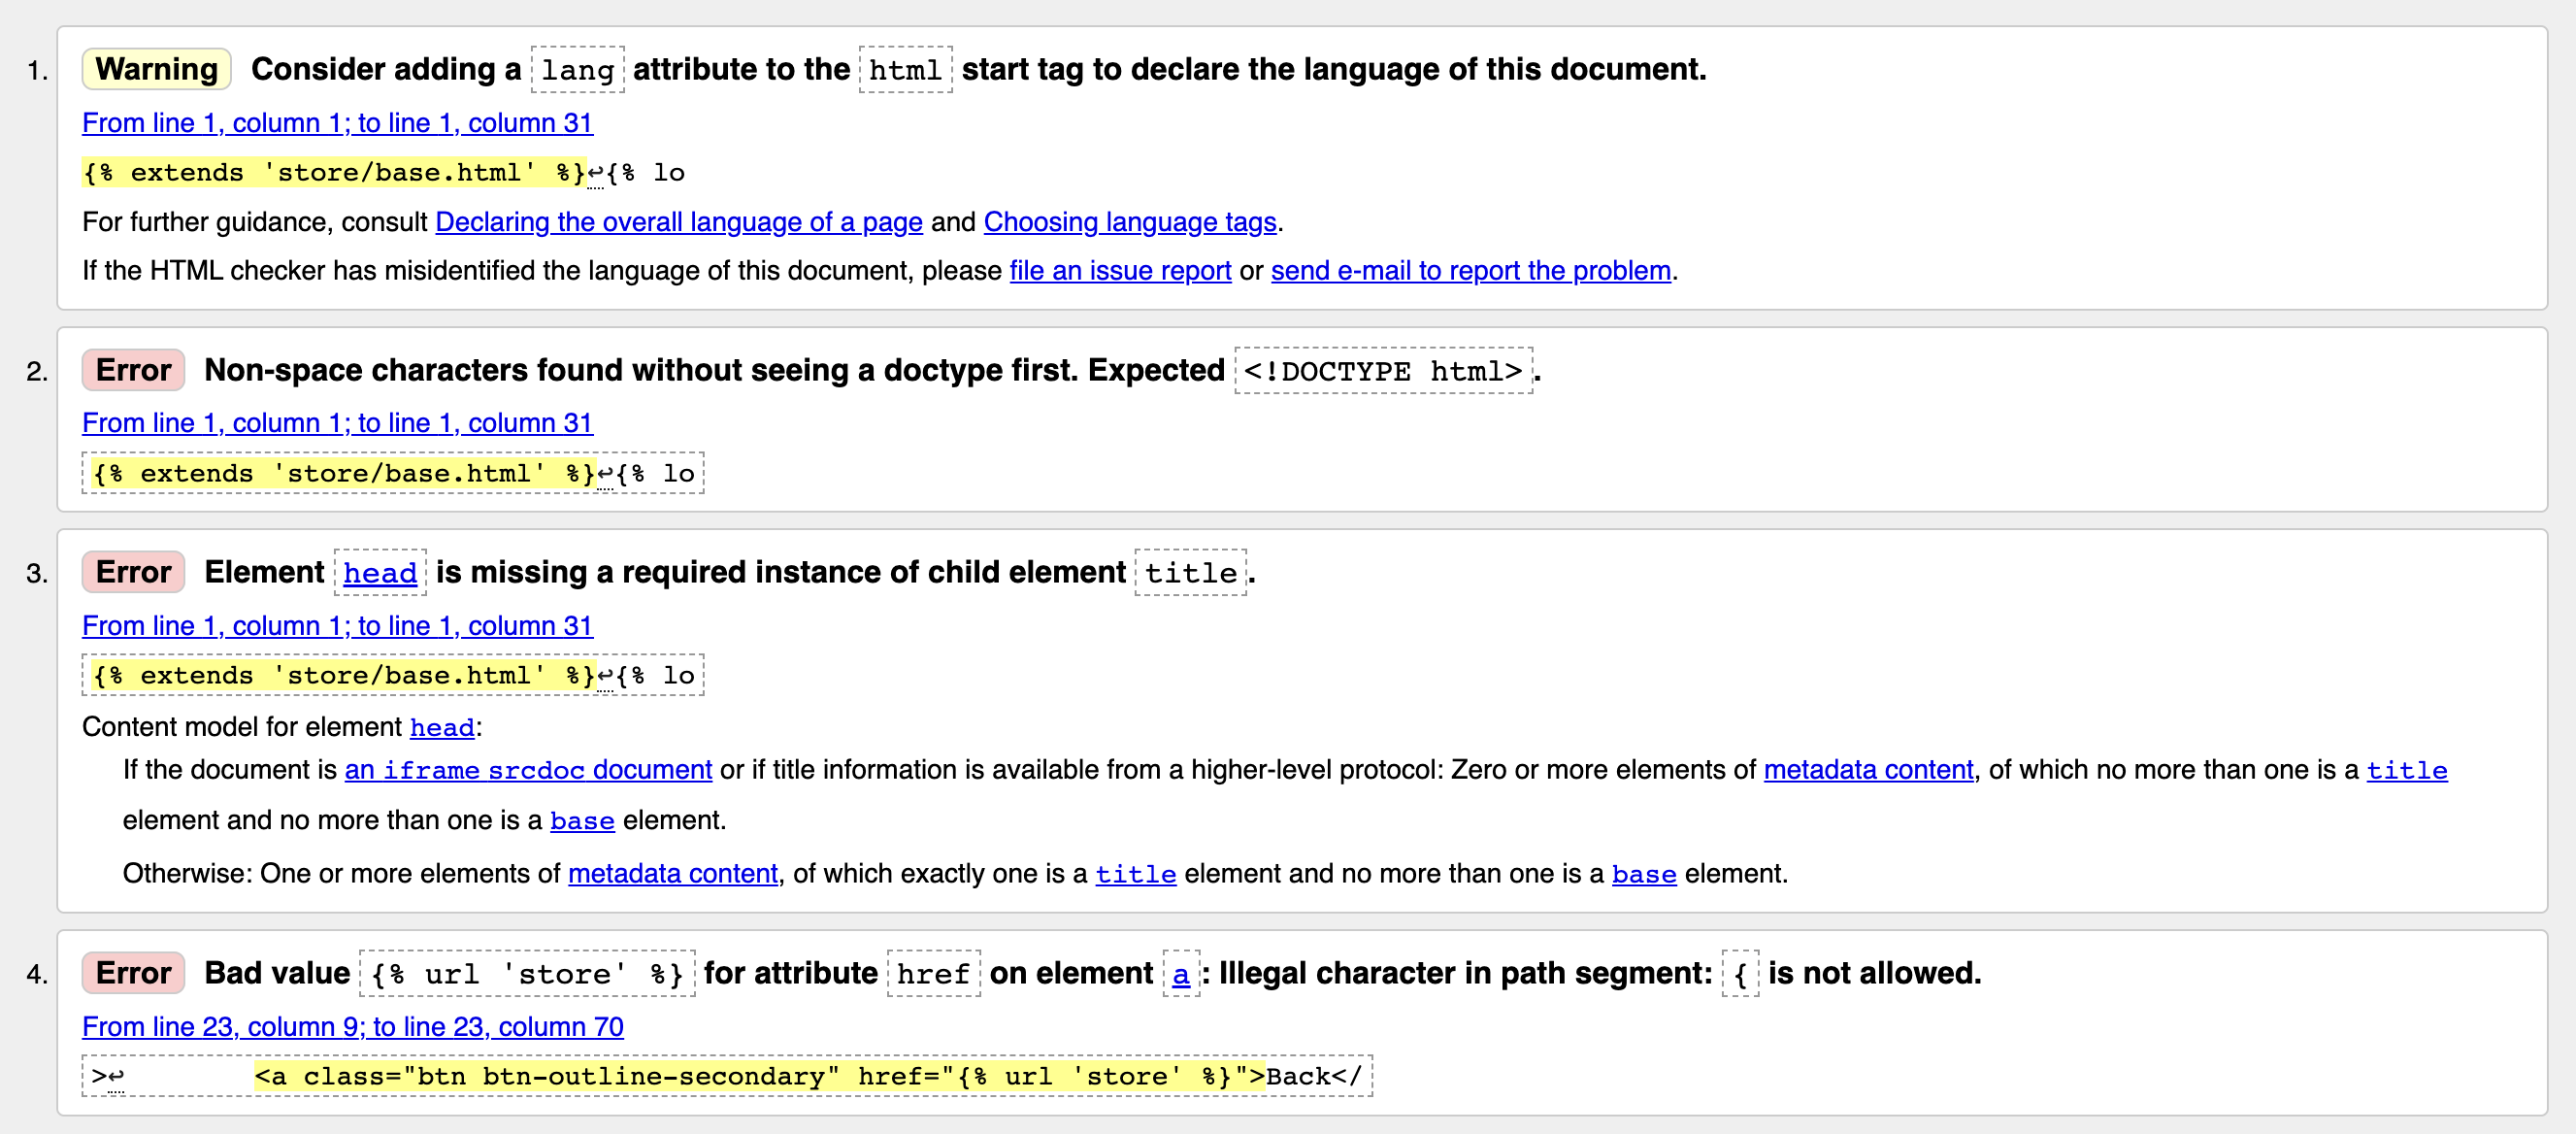 1. Warning Consider adding a lang attribute to the html start tag to declare the language of this document.
From line 1, column 1; to line 1, column 31
{% extends 'store/base.html' %}↩{% lo
For further guidance, consult Declaring the overall language of a page and Choosing language tags.
If the HTML checker has misidentified the language of this document, please file an issue report or send e-mail to report the problem.
2. Error Non-space characters found without seeing a doctype first. Expected <!DOCTYPE html>.
From line 1, column 1; to line 1, column 31
{% extends 'store/base.html' %}↩{% lo
3. Error Element head is missing a required instance of child element title.
From line 1, column 1; to line 1, column 31
{% extends 'store/base.html' %}↩{% lo
Content model for element head:
If the document is an iframe srcdoc document or if title information is available from a higher-level protocol: Zero or more elements of metadata content, of which no more than one is a title
element and no more than one is a base element.
Otherwise: One or more elements of metadata content, of which exactly one is a title element and no more than one is a base element.
4. Error Bad value {% url 'store' %} for attribute href on element a: Illegal character in path segment: { is not allowed.
From line 23, column 9; to line 23, column 70
>↩        <a class="btn btn-outline-secondary" href="{% url 'store' %}">Back</